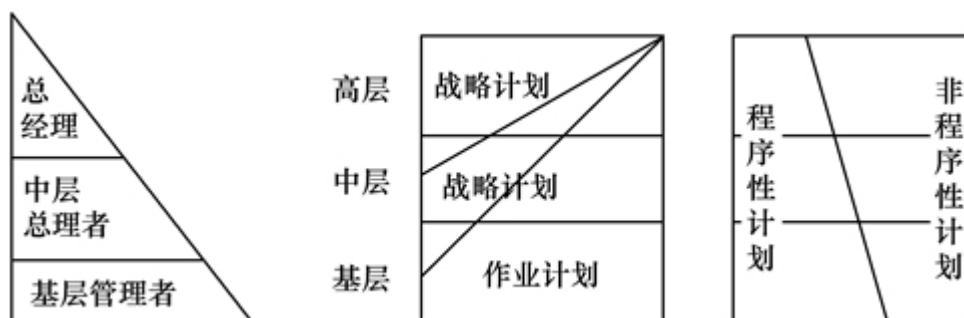 总
经理
中层
总理者
基层管理者
高层
中层
基层
战略计划
战略计划
作业计划
程序性计划
非程序性计划